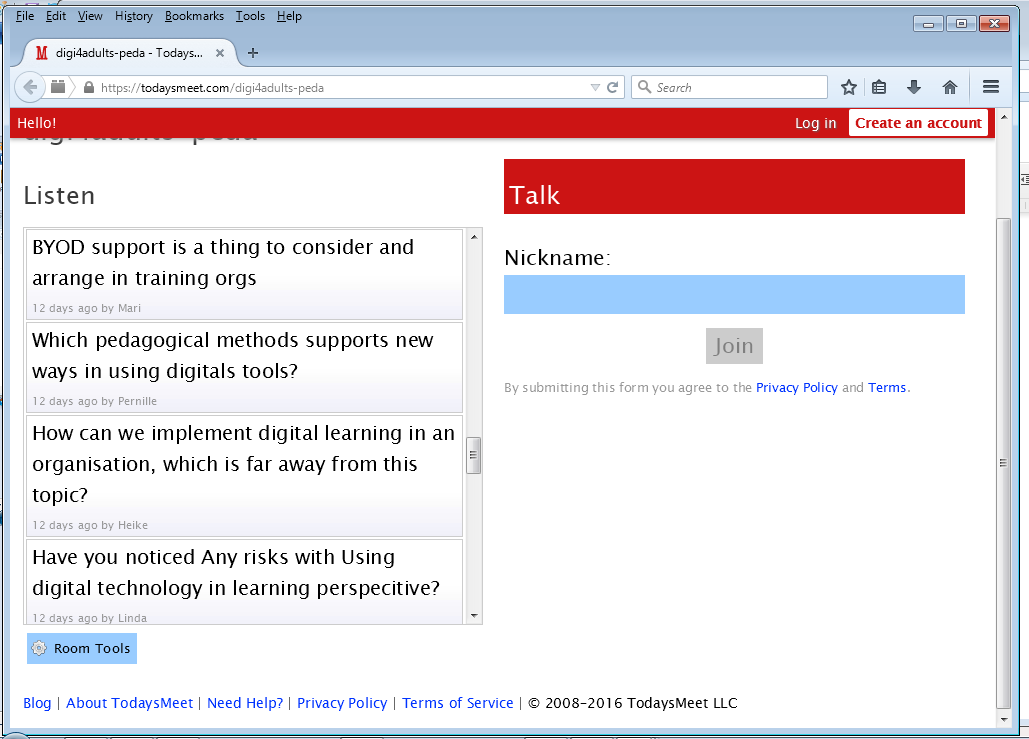 File Edit View History Bookmarks Tools Help
digi4adults-peda - Todays...
https://todaysmeet.com/digi4adults-peda
Search
Hello!
Log in
Create an account
digi4adults-peda
Listen
BYOD support is a thing to consider and
arrange in training orgs
12 days ago by Mari
Which pedagogical methods supports new
ways in using digitals tools?
12 days ago by Pernille
How can we implement digital learning in an
organisation, which is far away from this
topic?
12 days ago by Heike
Have you noticed Any risks with Using
digital technology in learning perspecitive?
12 days ago by Linda
Room Tools
Talk
Nickname:
Join
By submitting this form you agree to the Privacy Policy and Terms.
Blog | About TodaysMeet | Need Help? | Privacy Policy | Terms of Service | © 2008-2016 TodaysMeet LLC